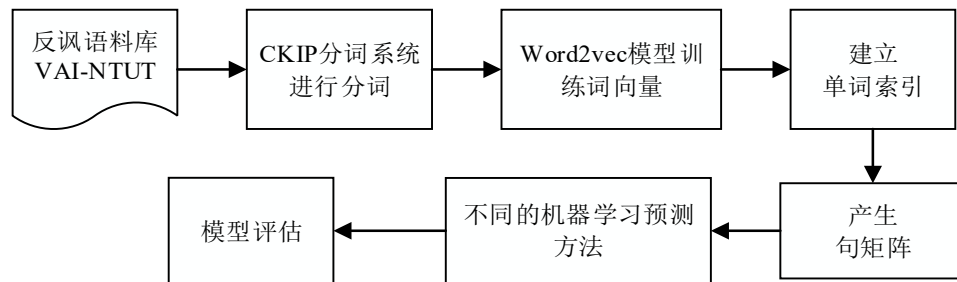 反讽语料库
VAI-NTUT
CKIP分词系统
进行分词
Word2vec模型训
练词向量
建立
单词索引
产生
句矩阵
不同的机器学习预测
方法
模型评估